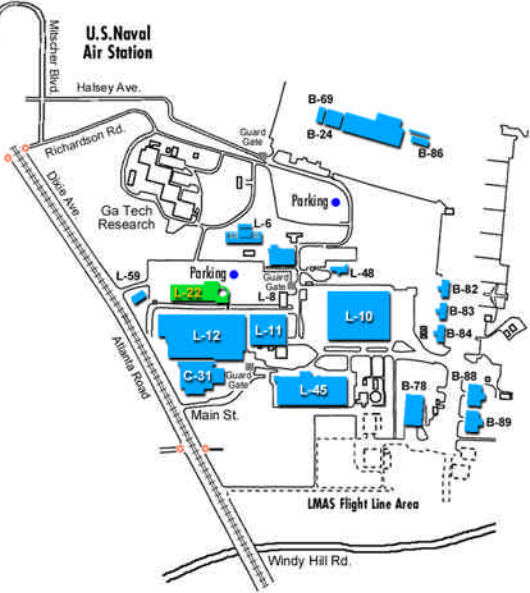 U.S.Naval
Air Station
Mitscher Blvd.
Halsey Ave.
B-69
B-24
B-86
Guard
Gate
Richardson Rd.
Dixie Ave.
Ga Tech
Research
Parking
L-6
L-59
Parking
L-48
L-22
Guard
Gate
L-8
B-82
B-83
B-84
L-10
L-12
L-11
C-31
Guard
Gate
L-45
B-78
B-88
B-89
Main St.
Atlanta Road
LMAS Flight Line Area
Windy Hill Rd.